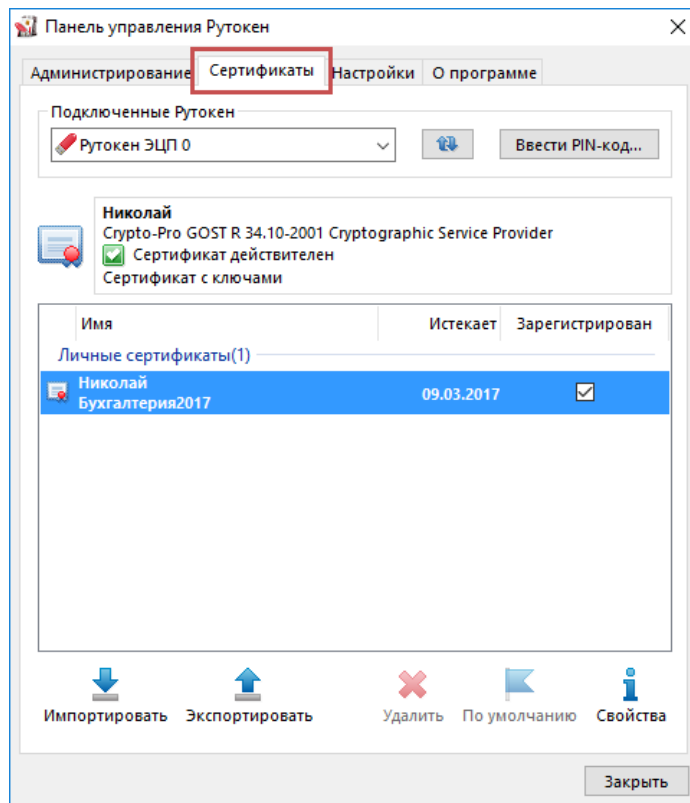 Панель управления Рутокен
Администрирование Сертификаты Настройки О программе
Подключенные Рутокен
Рутокен ЭЦП 0 Ввести PIN-код...
Николай
Crypto-Pro GOST R 34.10-2001 Cryptographic Service Provider
Сертификат действителен
Сертификат с ключами
Имя Истекает Зарегистрирован
Личные сертификаты(1)
Николай
Бухгалтерия2017 09.03.2017
Импортировать Экспортировать Удалить По умолчанию Свойства
Закрыть